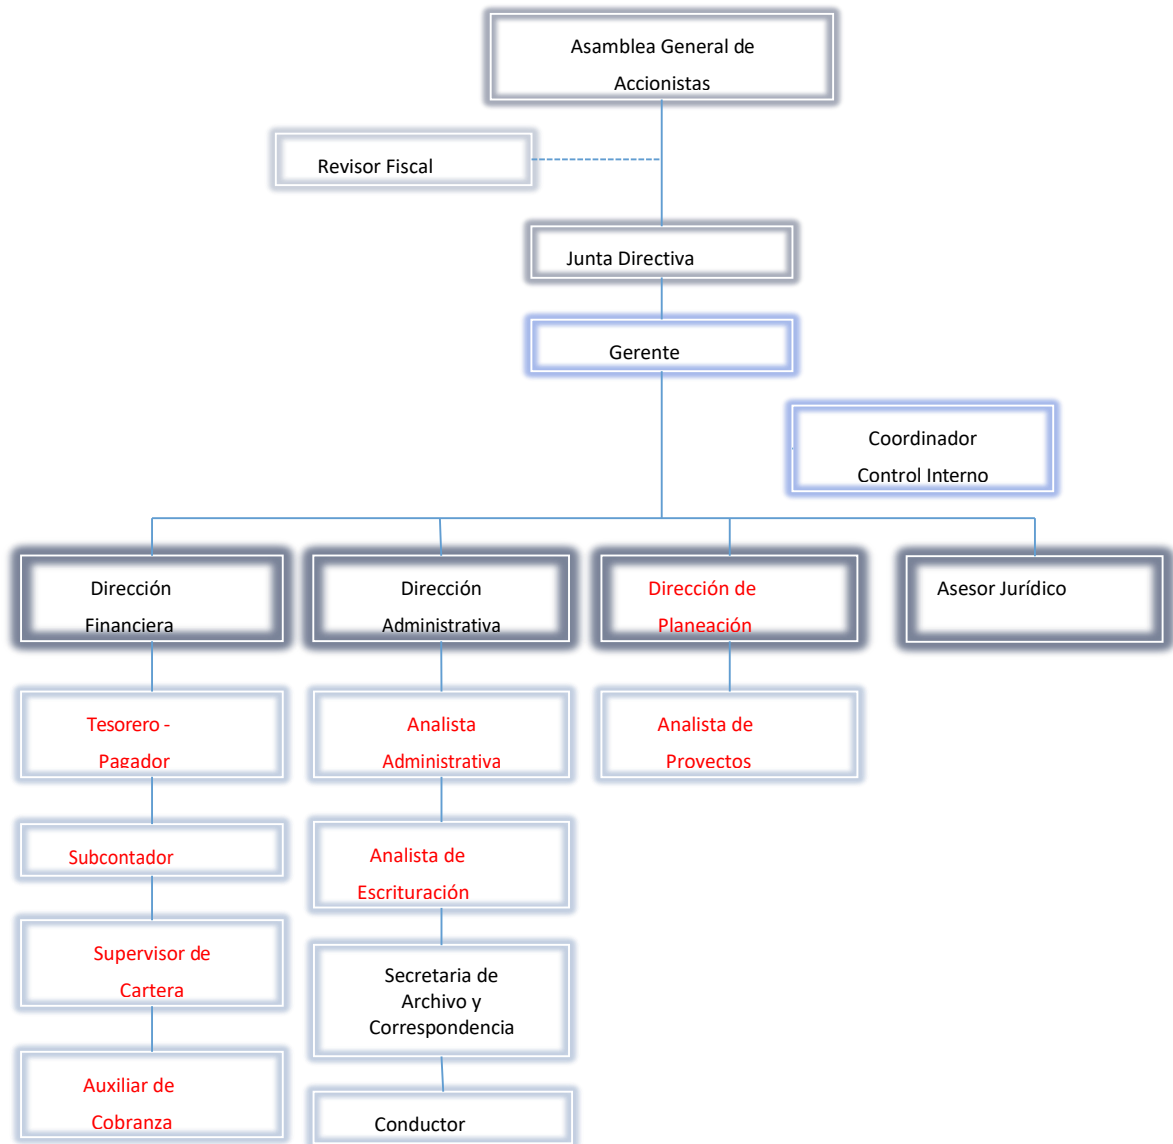 Asamblea General de
Accionistas
Revisor Fiscal
Junta Directiva
Gerente
Coordinador
Control Interno
Dirección
Financiera
Dirección
Administrativa
Dirección de
Planeación
Asesor Jurídico
Tesorero -
Pagador
Analista
Administrativa
Analista de
Proyectos
Subcontador
Analista de
Escrituración
Supervisor de
Cartera
Secretaria de
Archivo y
Correspondencia
Auxiliar de
Cobranza
Conductor